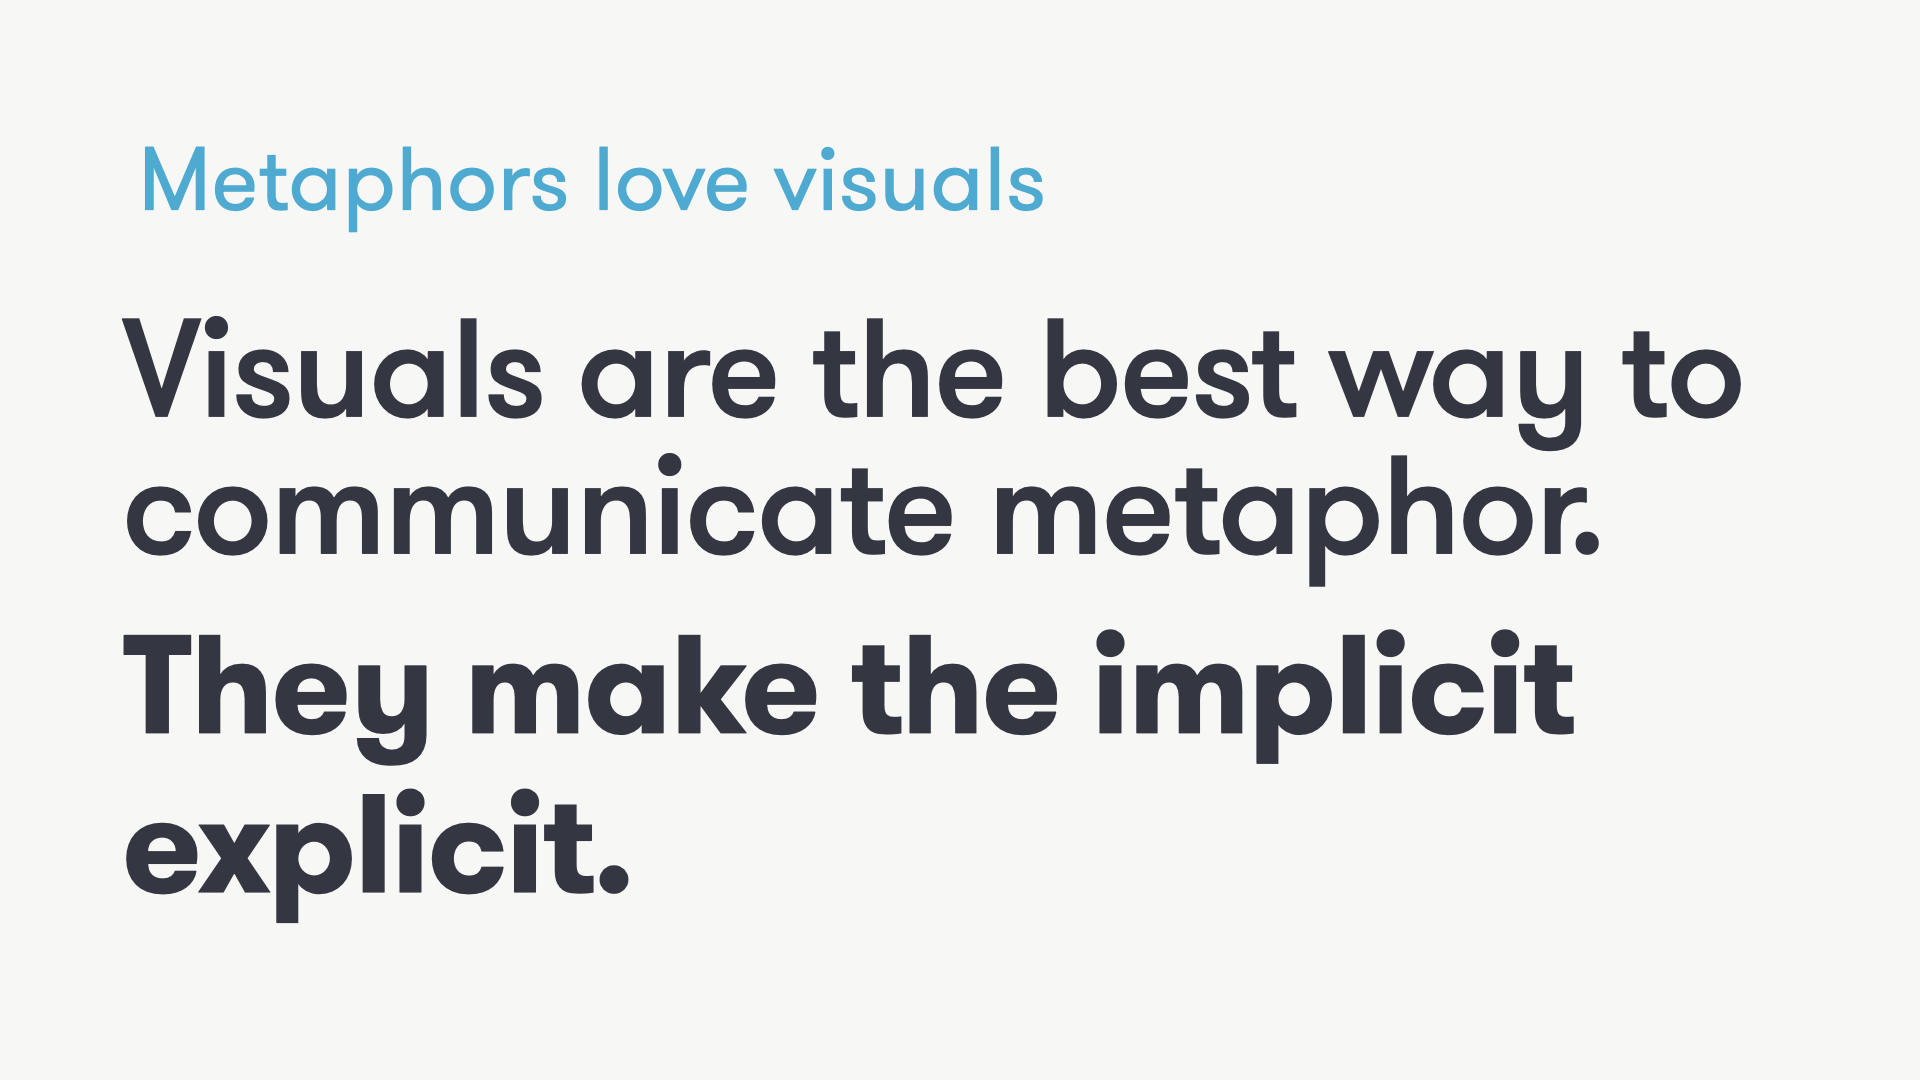 Metaphors love visuals
Visuals are the best way to
communicate metaphor.
They make the implicit
explicit.